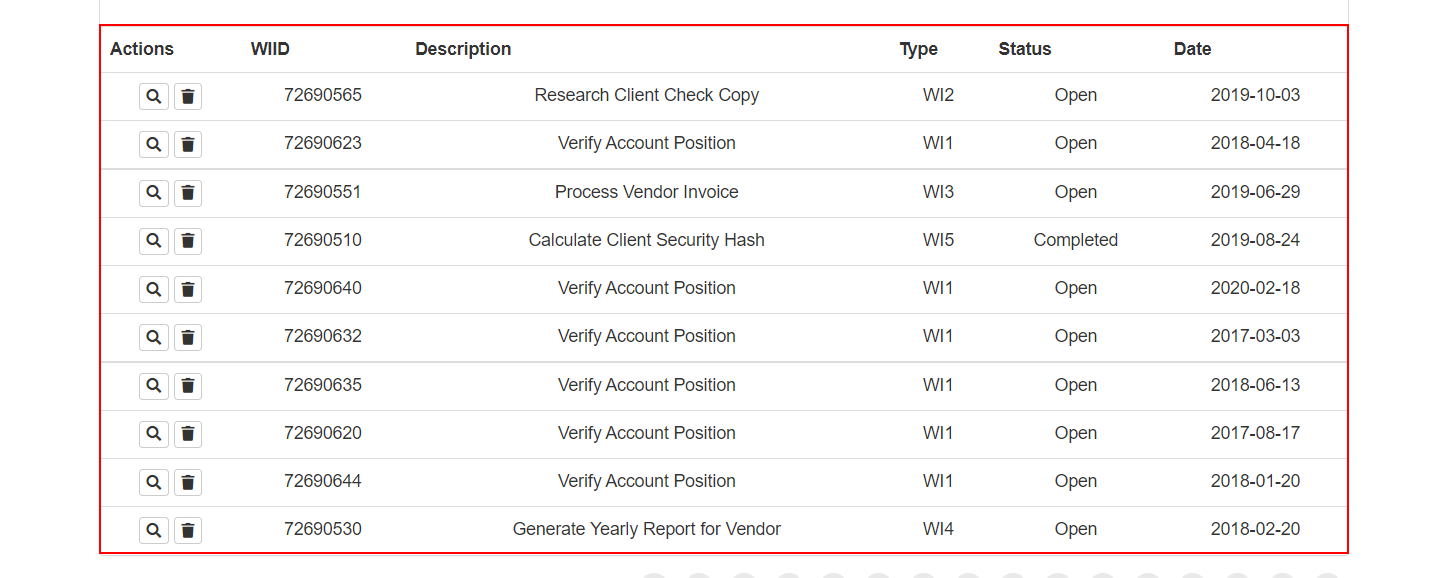 Actions WIID Description Type Status Date
72690565 Research Client Check Copy WI2 Open 2019-10-03
72690623 Verify Account Position WI1 Open 2018-04-18
72690551 Process Vendor Invoice WI3 Open 2019-06-29
72690510 Calculate Client Security Hash WI5 Completed 2019-08-24
72690640 Verify Account Position WI1 Open 2020-02-18
72690632 Verify Account Position WI1 Open 2017-03-03
72690635 Verify Account Position WI1 Open 2018-06-13
72690620 Verify Account Position WI1 Open 2017-08-17
72690644 Verify Account Position WI1 Open 2018-01-20
72690530 Generate Yearly Report for Vendor WI4 Open 2018-02-20